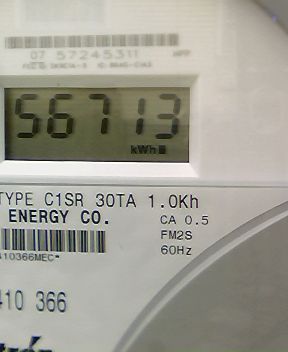 07 57245311
56713
kWh
TYPE C1SR 30TA 1.0Kh
ENERGY CO.
CA 0.5
FM2S
60Hz
410366MEC*
410 366